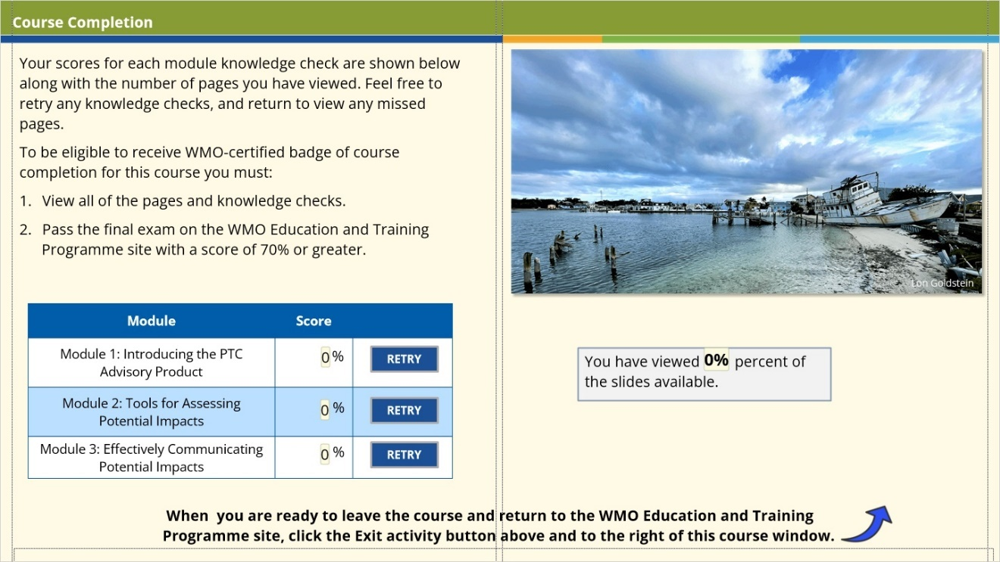 Course Completion
Your scores for each module knowledge check are shown below
along with the number of pages you have viewed. Feel free to
retry any knowledge checks, and return to view any missed
pages.
To be eligible to receive WMO-certified badge of course
completion for this course you must:
1. View all of the pages and knowledge checks.
2. Pass the final exam on the WMO Education and Training
Programme site with a score of 70% or greater.
Lon Goldstein
Module Score
Module 1: Introducing the PTC
Advisory Product
0 %
RETRY
Module 2: Tools for Assessing
Potential Impacts
0 %
RETRY
Module 3: Effectively Communicating
Potential Impacts
0 %
RETRY
You have viewed 0% percent of
the slides available.
When you are ready to leave the course and return to the WMO Education and Training
Programme site, click the Exit activity button above and to the right of this course window.